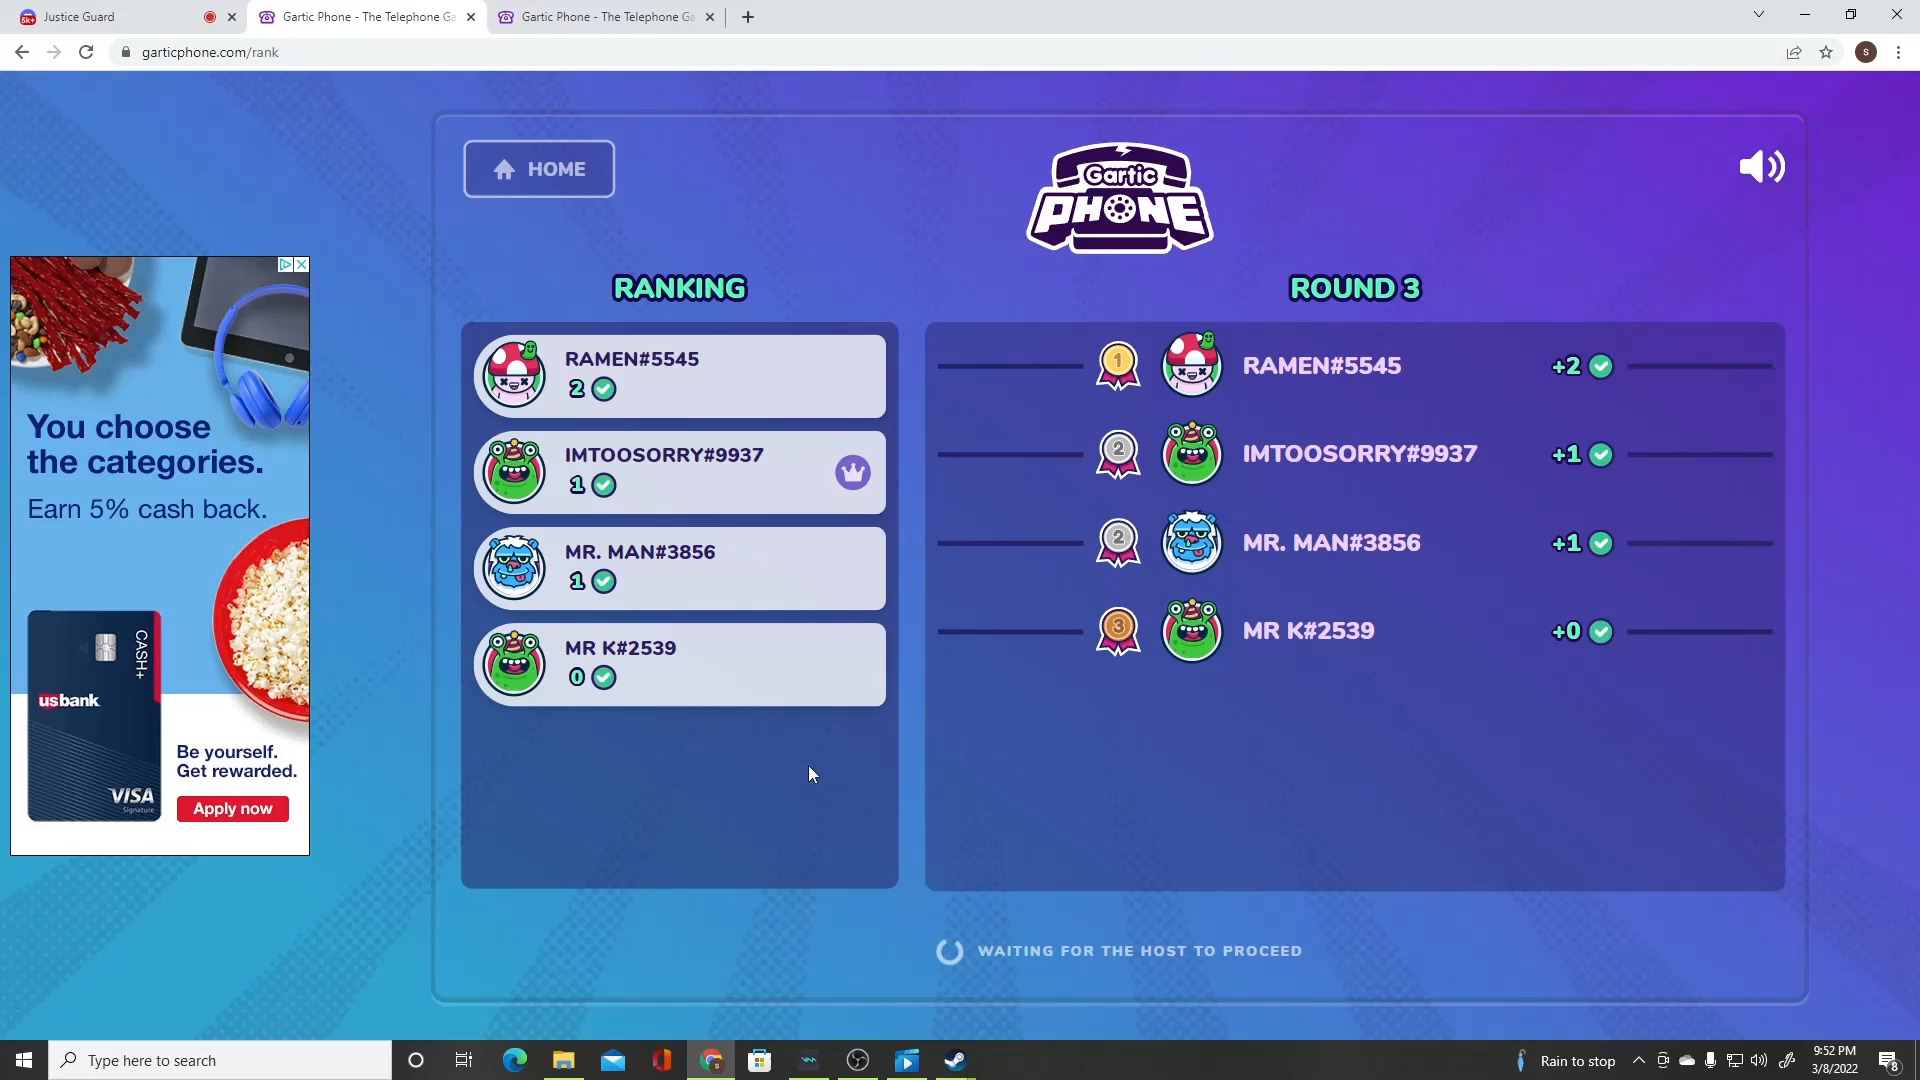 5k+
Justice Guard
Gartic Phone - The Telephone Ga
Gartic Phone - The Telephone Ga
garticphone.com/rank
S
HOME
Gartic
PHONE
RANKING
ROUND 3
RAMEN#5545
2
IMTOOSORRY#9937
1
MR. MAN#3856
1
MR K#2539
0
1
RAMEN#5545
+2
2
IMTOOSORRY#9937
+1
2
MR. MAN#3856
+1
3
MR K#2539
+0
WAITING FOR THE HOST TO PROCEED
You choose
the categories.
Earn 5% cash back.
CASH+
usbank
VISA
Signature
Be yourself.
Get rewarded.
Apply now
Type here to search
S
Rain to stop
9:52 PM
3/8/2022
8